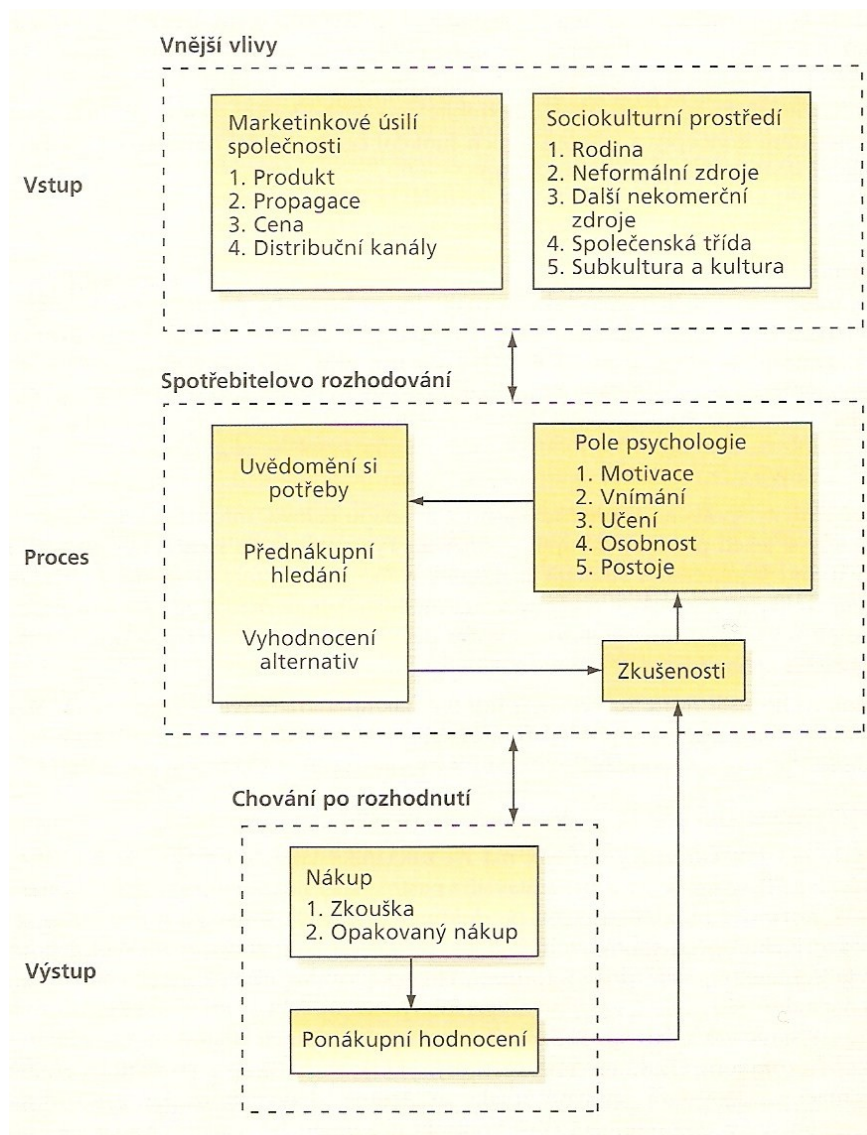 Vnější vlivy
Vstup
Marketinkové úsilí
společnosti
1. Produkt
2. Propagace
3. Cena
4. Distribuční kanály
Sociokulturní prostředí
1. Rodina
2. Neformální zdroje
3. Další nekomerční
zdroje
4. Společenská třída
5. Subkultura a kultura
Spotřebitelovo rozhodování
Proces
Uvědomění si
potřeby
Přednákupní
hledání
Vyhodnocení
alternativ
Pole psychologie
1. Motivace
2. Vnímání
3. Učení
4. Osobnost
5. Postoje
Zkušenosti
Chování po rozhodnutí
Výstup
Nákup
1. Zkouška
2. Opakovaný nákup
Ponákupní hodnocení